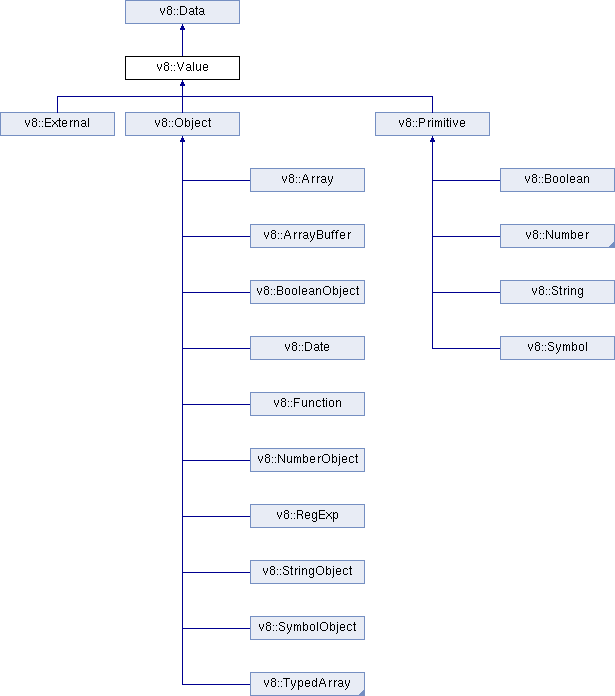 v8::Data
v8::Value
v8::External
v8::Object
v8::Primitive
v8::Array
v8::Boolean
v8::ArrayBuffer
v8::Number
v8::BooleanObject
v8::String
v8::Date
v8::Symbol
v8::Function
v8::NumberObject
v8::RegExp
v8::StringObject
v8::SymbolObject
v8::TypedArray